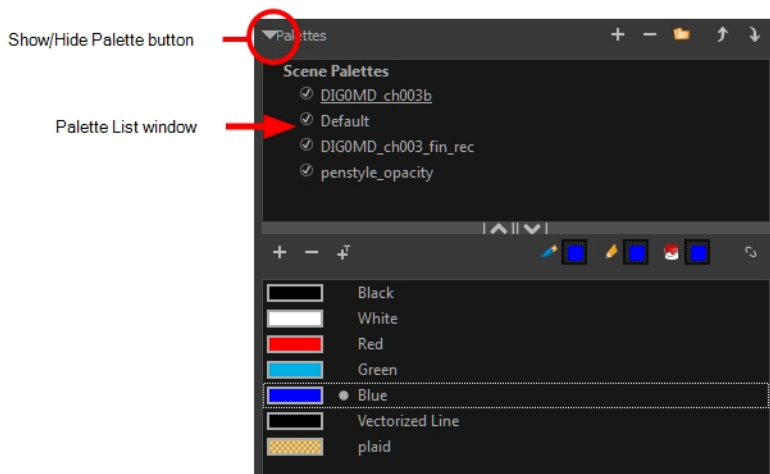 Show/Hide Palette button
Palettes
Scene Palettes
DIG0MD_ch003b
Palette List window
Default
DIG0MD_ch003_fin_rec
penstyle_opacity
Black
White
Red
Green
Blue
Vectorized Line
plaid